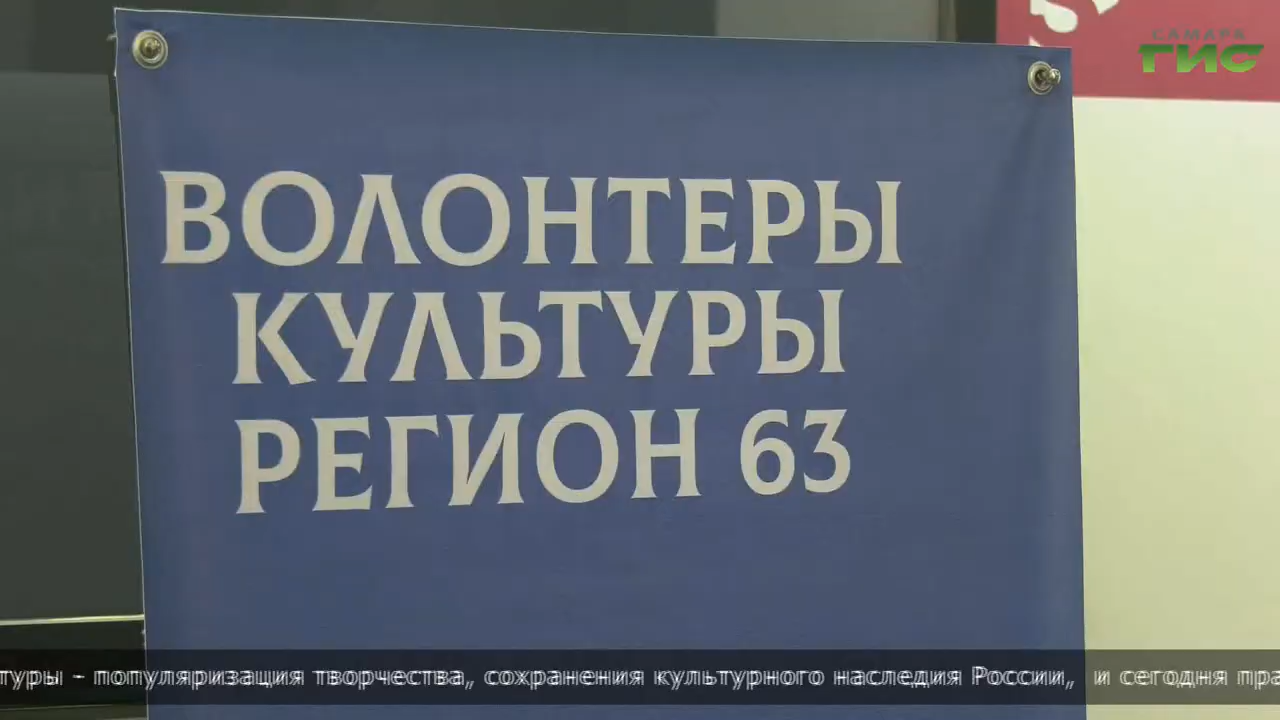 САМАРА
ГИС
ВОЛОНТЕРЫ
КУЛЬТУРЫ
РЕГИОН 63
туры - популяризация творчества, сохранения культурного наследия России, и сегодня пра